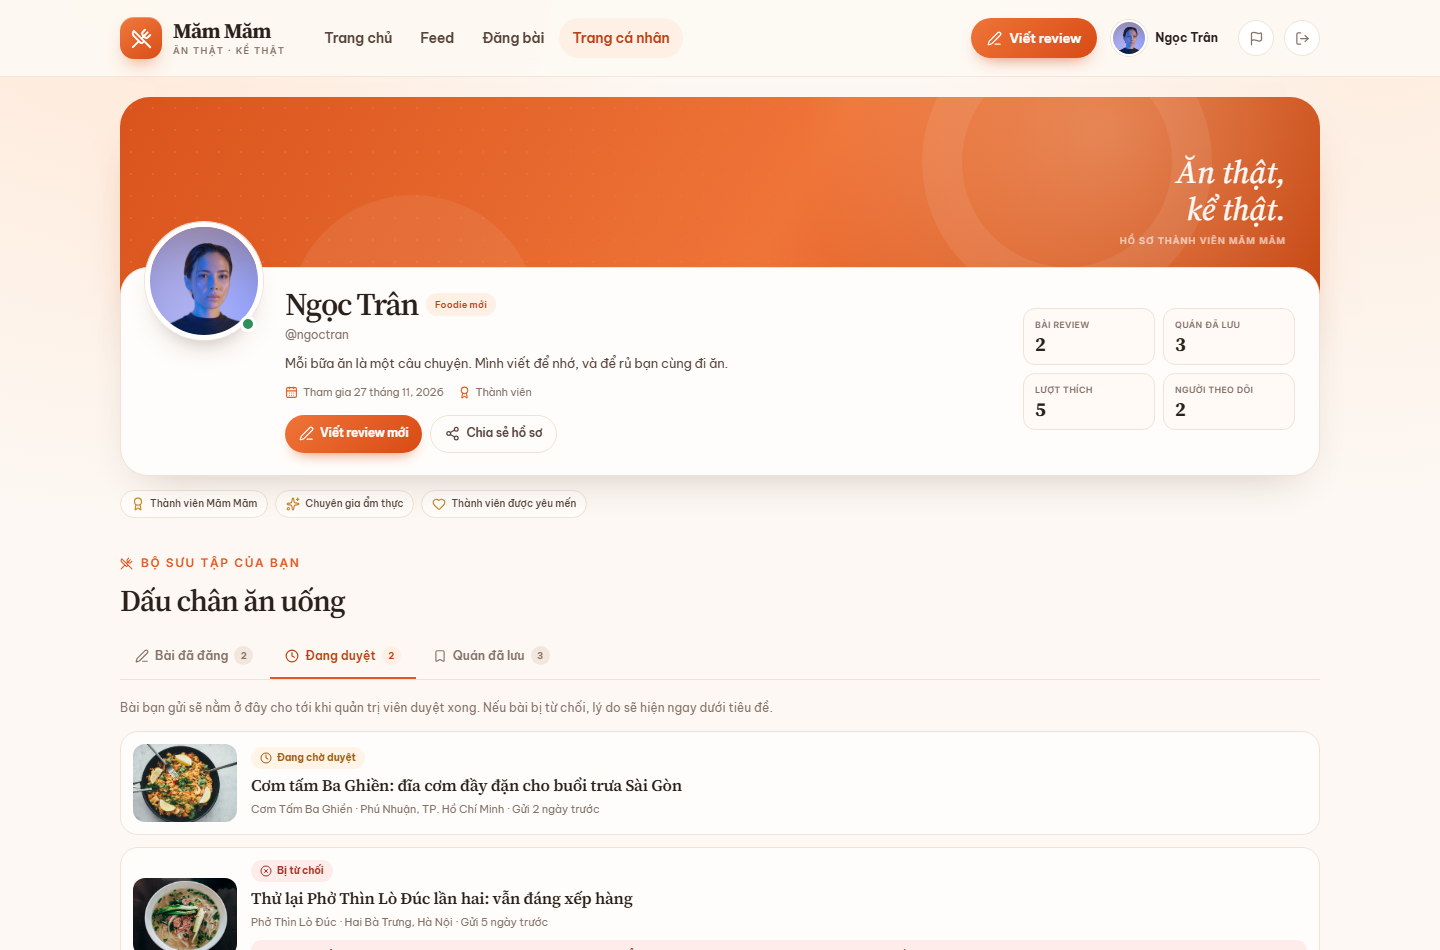 Măm Măm
ĂN THẬT · KỂ THẬT
Trang chủ
Feed
Đăng bài
Trang cá nhân
Viết review
Ngọc Trân
Ăn thật,
kể thật.
HỒ SƠ THÀNH VIÊN MĂM MĂM
Ngọc Trân
Foodie mới
@ngoctran
Mỗi bữa ăn là một câu chuyện. Mình viết để nhớ, và để rủ bạn cùng đi ăn.
Tham gia 27 tháng 11, 2026
Thành viên
Viết review mới
Chia sẻ hồ sơ
BÀI REVIEW
2
QUÁN ĐÃ LƯU
3
LƯỢT THÍCH
5
NGƯỜI THEO DÕI
2
Thành viên Măm Măm
Chuyên gia ẩm thực
Thành viên được yêu mến
BỘ SƯU TẬP CỦA BẠN
Dấu chân ăn uống
Bài đã đăng 2
Đang duyệt 2
Quán đã lưu 3
Bài bạn gửi sẽ nằm ở đây cho tới khi quản trị viên duyệt xong. Nếu bài bị từ chối, lý do sẽ hiện ngay dưới tiêu đề.
Đang chờ duyệt
Cơm tấm Ba Ghiền: đĩa cơm đầy đặn cho buổi trưa Sài Gòn
Cơm Tấm Ba Ghiền · Phú Nhuận, TP. Hồ Chí Minh · Gửi 2 ngày trước
Bị từ chối
Thử lại Phở Thìn Lò Đúc lần hai: vẫn đáng xếp hàng
Phở Thìn Lò Đúc · Hai Bà Trưng, Hà Nội · Gửi 5 ngày trước